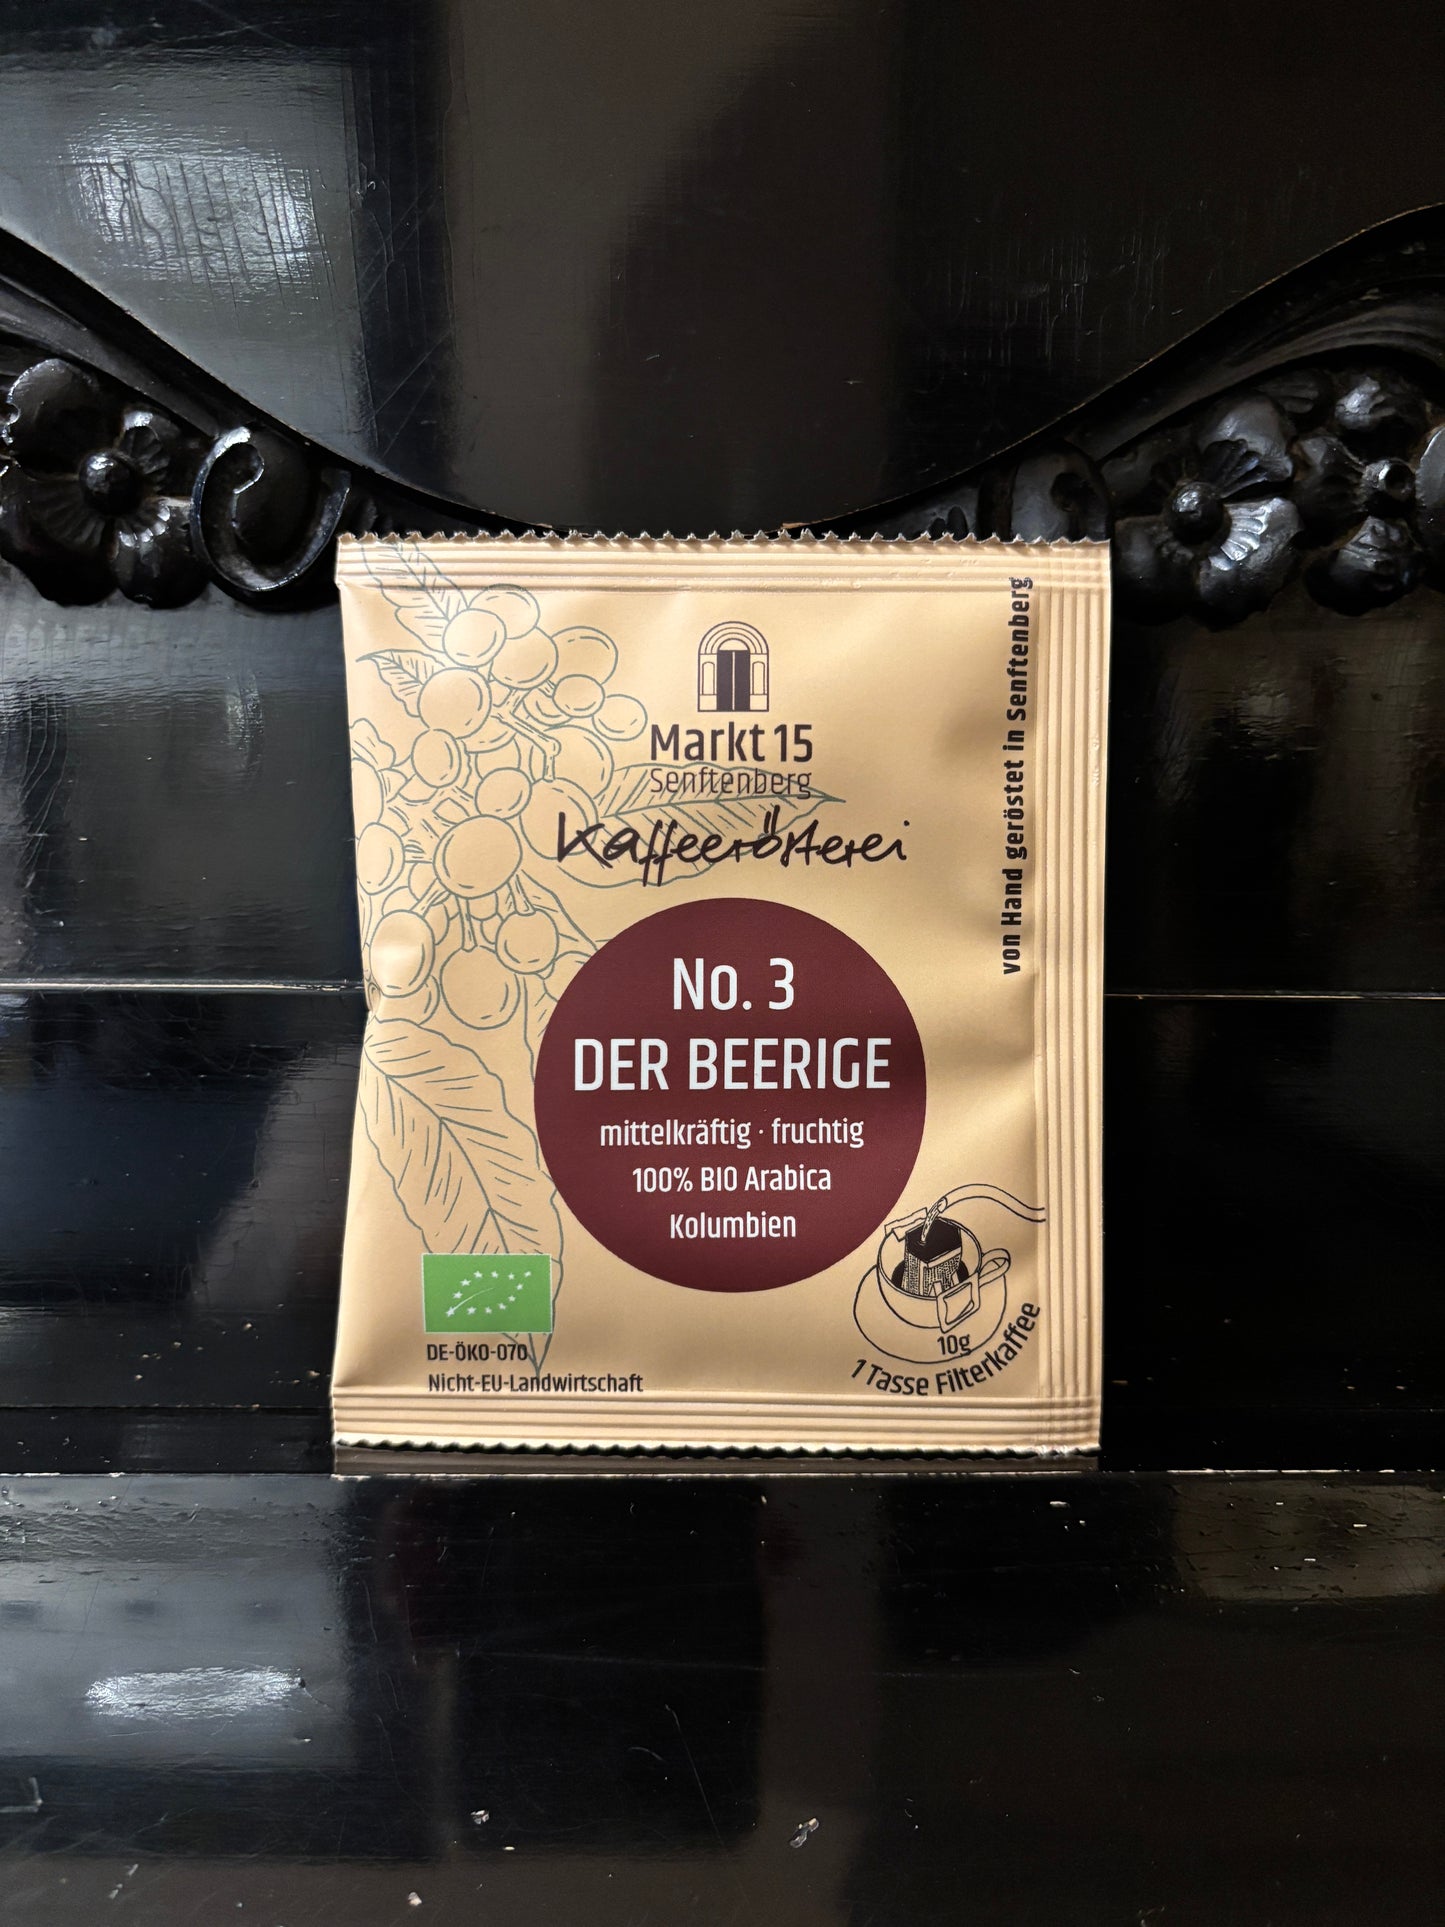 Markt 15
Senftenberg
Kaffeerösterei
von Hand geröstet in Senftenberg
No. 3
DER BEERIGE
mittelkräftig · fruchtig
100% BIO Arabica
Kolumbien
DE-ÖKO-070
Nicht-EU-Landwirtschaft
10g
1 Tasse Filterkaffee